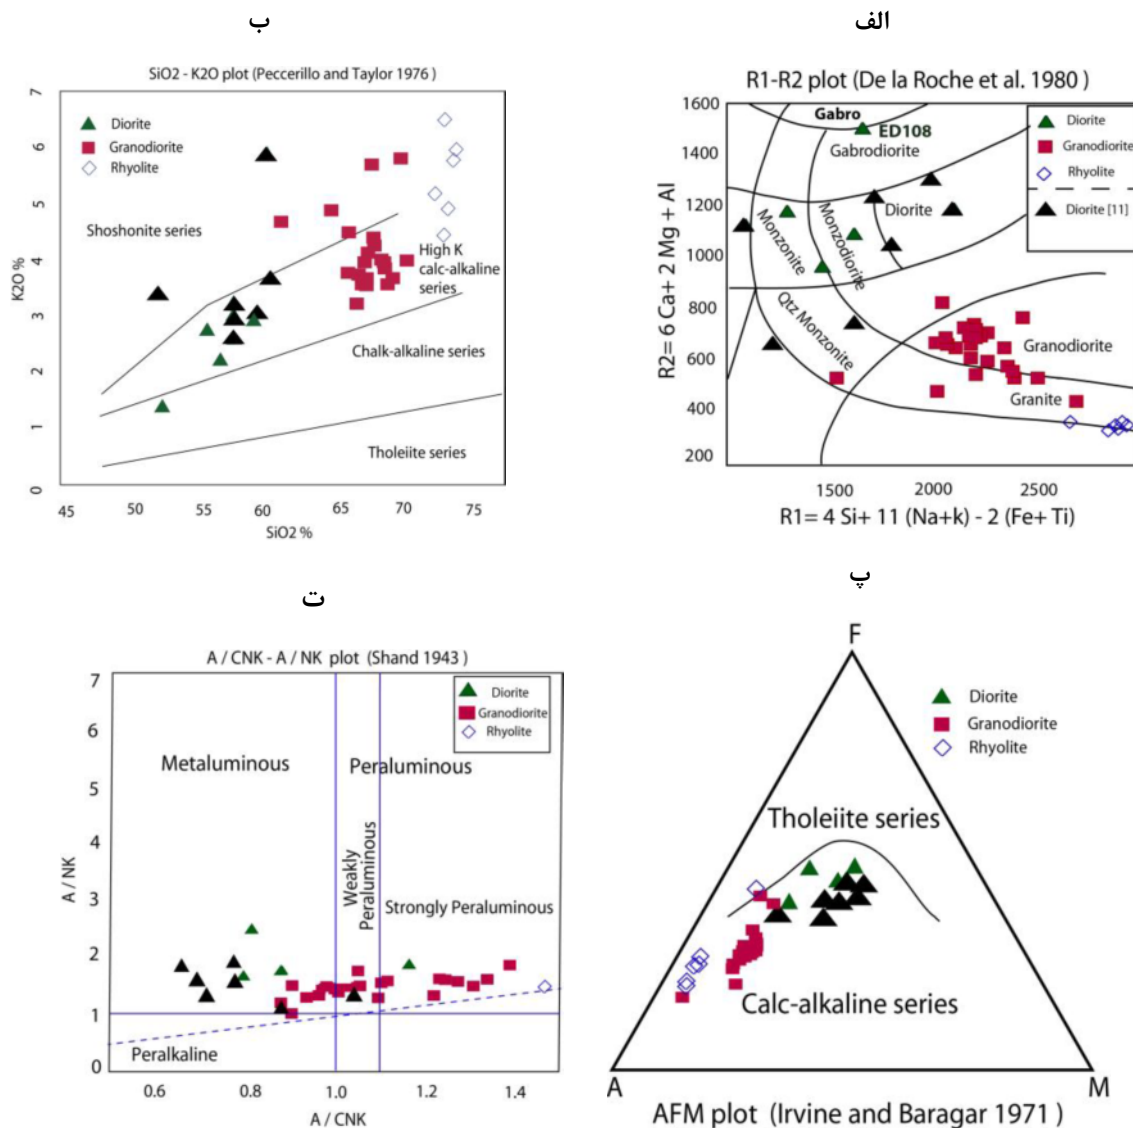 ب
الف
SiO2 - K2O plot (Peccerillo and Taylor 1976 )
7
6
5
4
3
2
1
0
K2O %
Diorite
Granodiorite
Rhyolite
Shoshonite series
High K
calc-alkaline
series
Chalk-alkaline series
Tholeiite series
45 55 55 60 65 70 75
SiO2 %
R1-R2 plot (De la Roche et al. 1980 )
1600
1400
1200
1000
800
600
400
200
R2= 6 Ca+ 2 Mg + Al
Gabro
ED108
Gabrodiorite
Diorite
Monzonite
Monzodiorite
Qtz Monzonite
Granodiorite
Granite
Diorite
Granodiorite
Rhyolite
Diorite [11]
1500 2000 2500
R1= 4 Si+ 11 (Na+k) - 2 (Fe+ Ti)
ت
پ
A / CNK - A / NK plot (Shand 1943 )
7
6
5
4
3
2
1
0
A / NK
Diorite
Granodiorite
Rhyolite
Metaluminous
Peraluminous
Weakly
Peraluminous
Strongly Peraluminous
Peralkaline
0.6 0.8 1.0 1.2 1.4
A / CNK
F
Diorite
Granodiorite
Rhyolite
Tholeiite series
Calc-alkaline series
A
M
AFM plot (Irvine and Baragar 1971 )